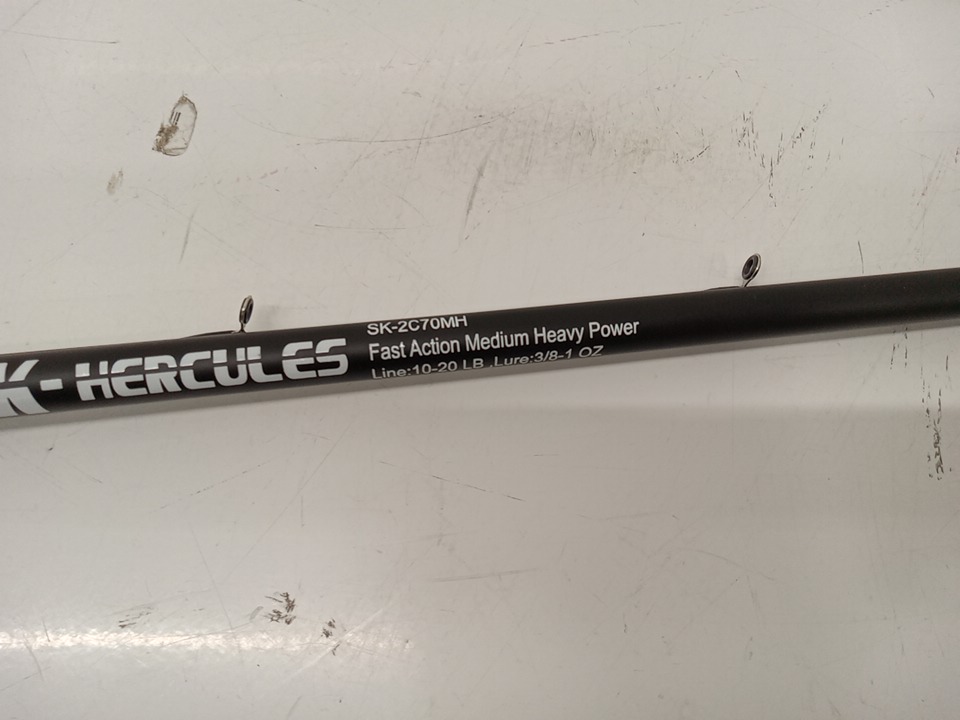 K-HERCULES
SK-2C70MH
Fast Action Medium Heavy Power
Line:10-20 LB ,Lure:3/8-1 OZ